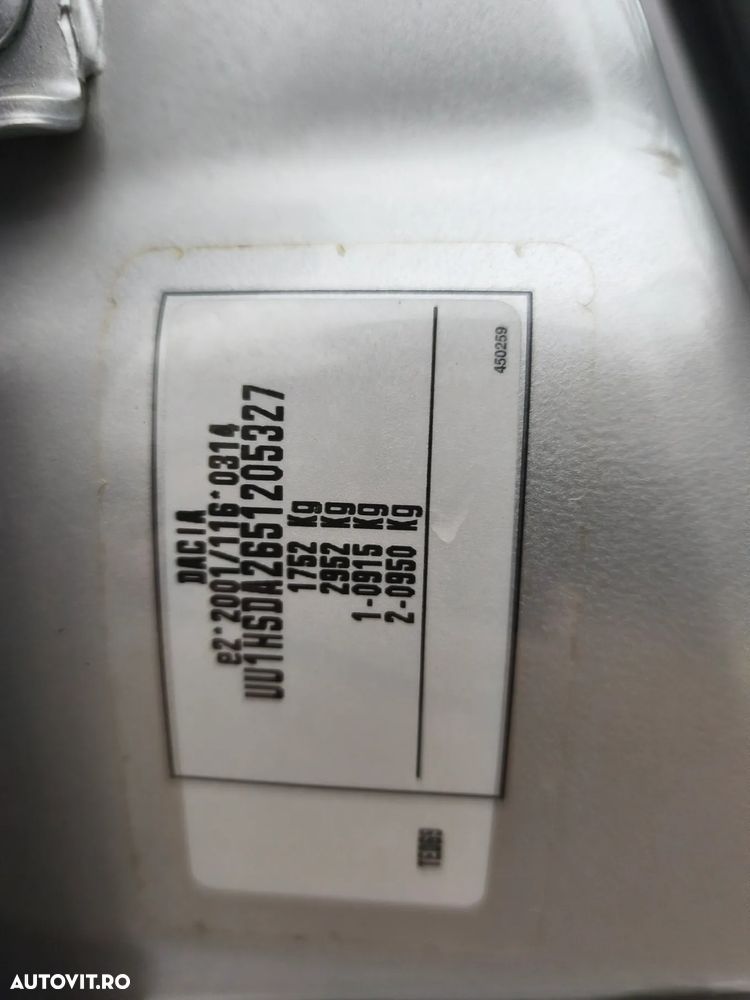 DACIA
e2*2001/116*0314
UU1HSDA2651205327
1752 Kg
2952 Kg
1-0915 Kg
2-0950 Kg
450259
AUTOVIT.RO